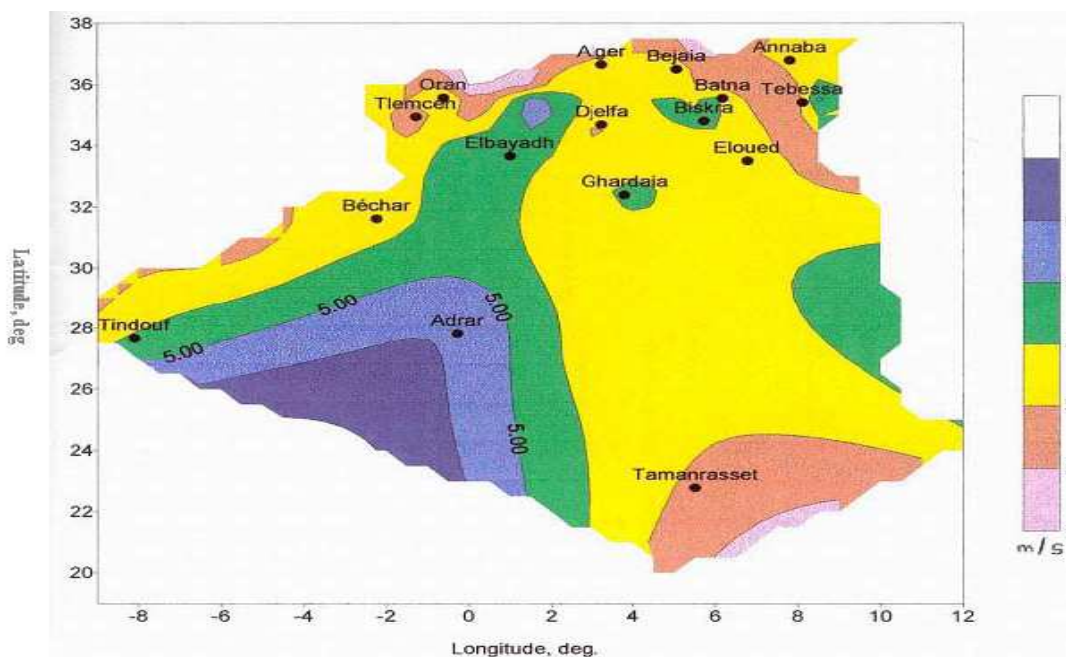 38
36
34
32
30
28
26
24
22
20
Latitude, deg
Ager
Bejaia
Annaba
Oran
Batna
Tebessa
Tlemcen
Djelfa
Biskra
Elbayadh
Eloued
Ghardaia
Béchar
5.00
5.00
Tindouf
Adrar
5.00
5.00
Tamanrasset
m/s
-8 -6 -4 -2 0 2 4 6 8 10 12
Longitude, deg.